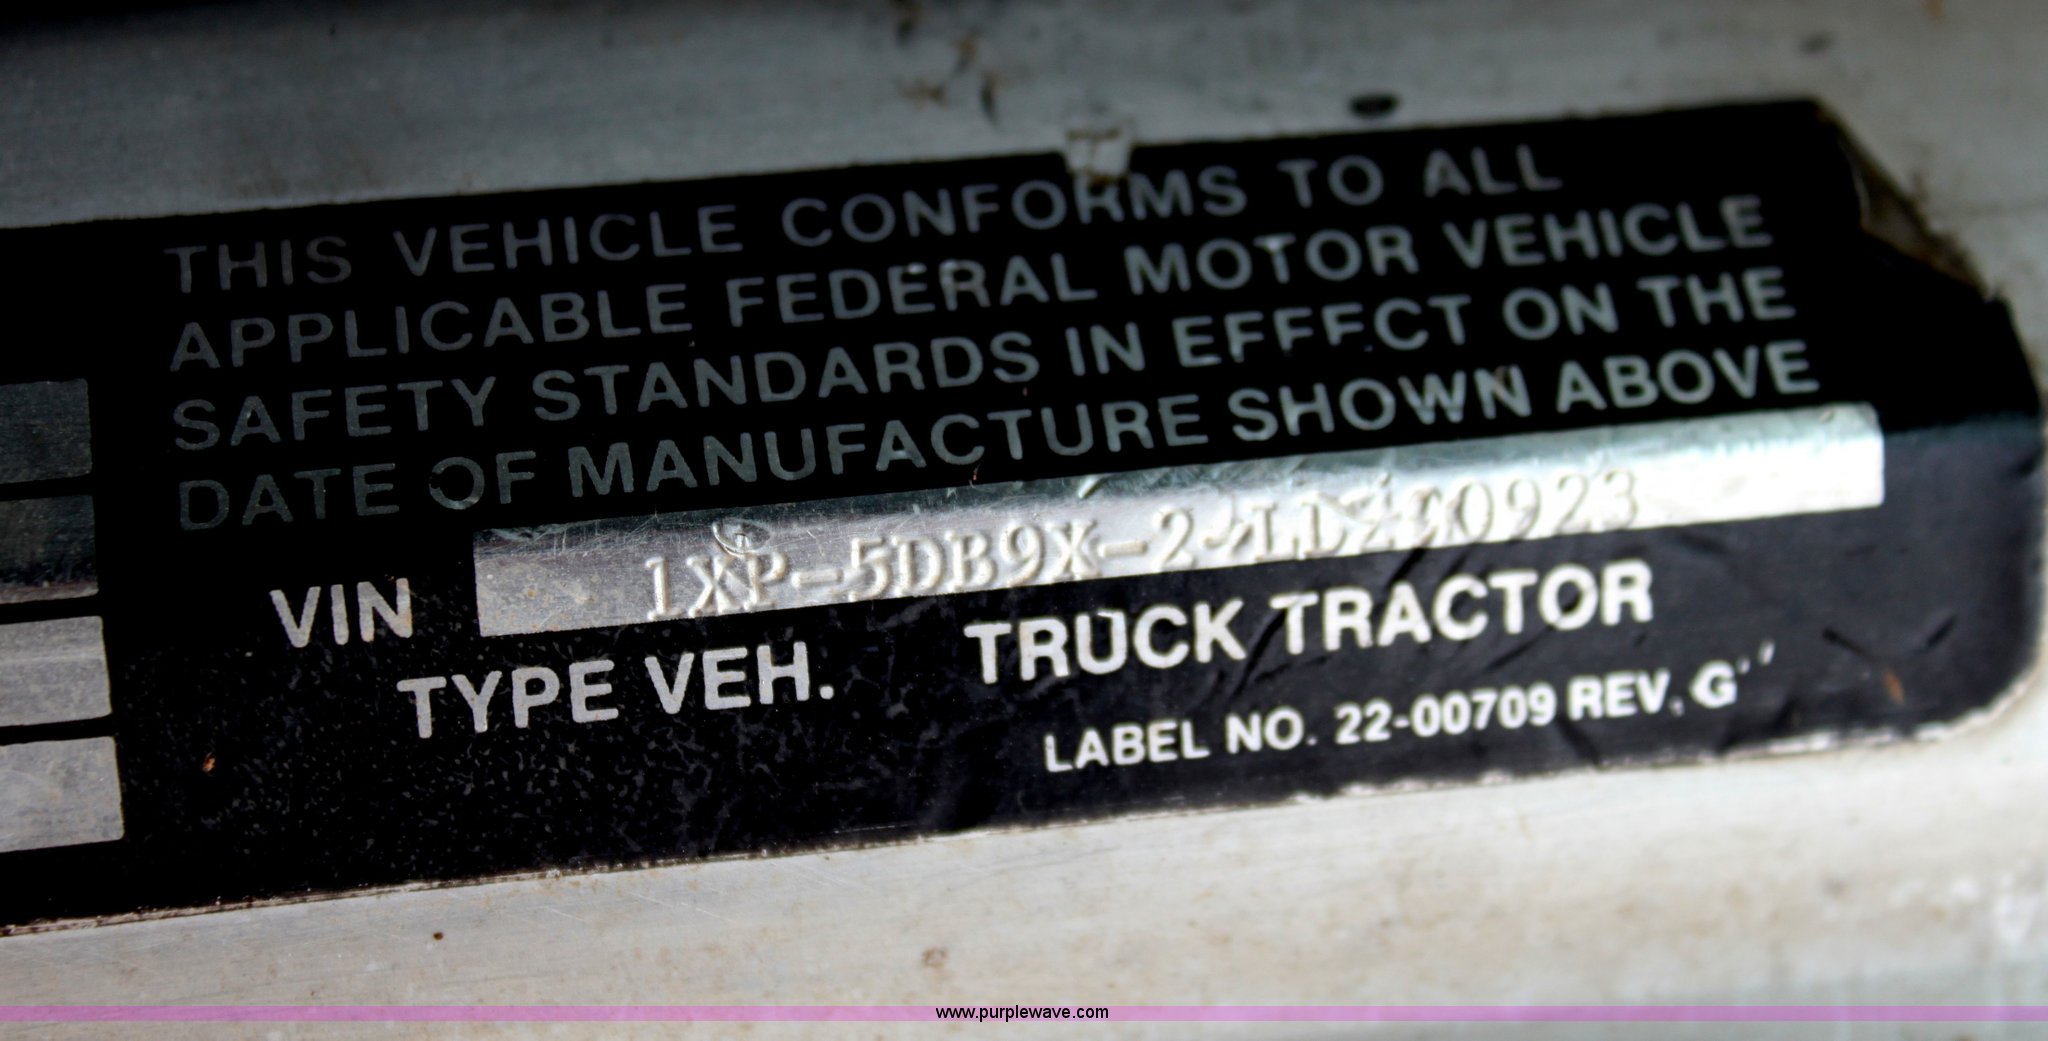 THIS VEHICLE CONFORMS TO ALL
APPLICABLE FEDERAL MOTOR VEHICLE
SAFETY STANDARDS IN EFFECT ON THE
DATE OF MANUFACTURE SHOWN ABOVE
VIN
TYPE VEH. TRUCK TRACTOR
LABEL NO. 22-00709 REV. G
www.purplewave.com